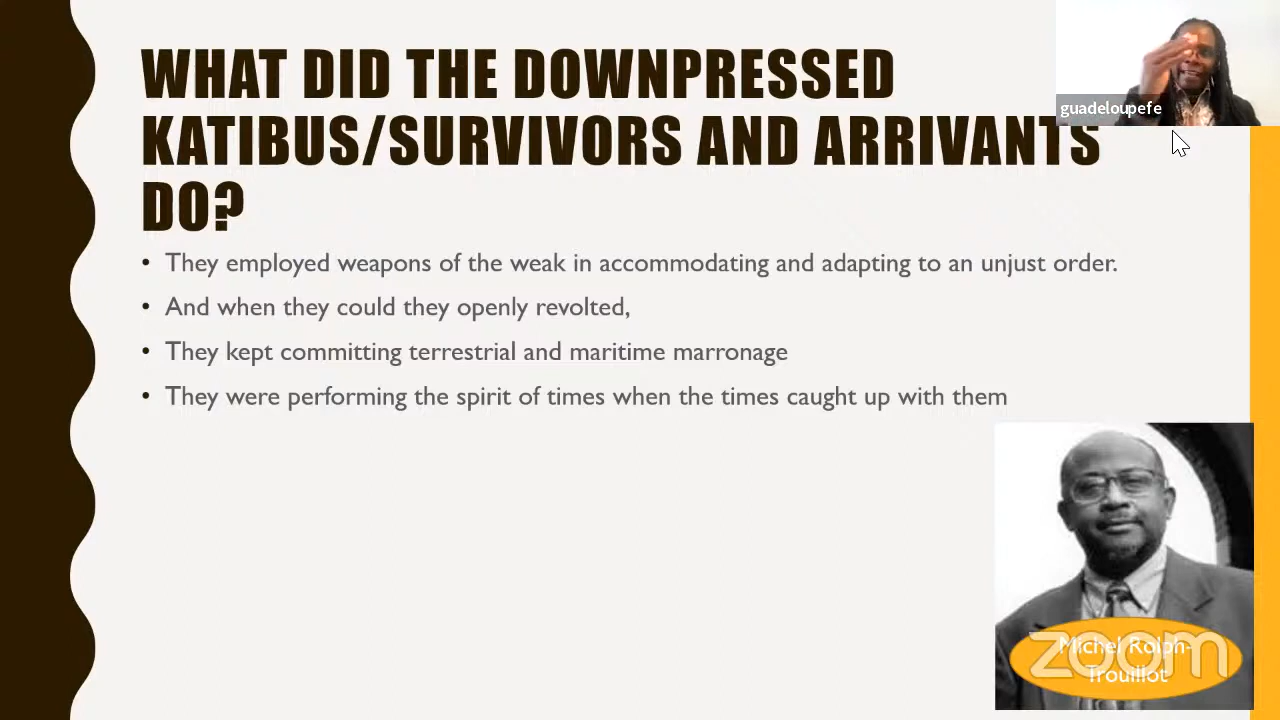 WHAT DID THE DOWNPRESSED
KATIBUS/SURVIVORS AND ARRIVANTS
DO?
guadeloupefe
• They employed weapons of the weak in accommodating and adapting to an unjust order.
• And when they could they openly revolted,
• They kept committing terrestrial and maritime marronage
• They were performing the spirit of times when the times caught up with them
Michel Rolph-
Trouillot
zoom